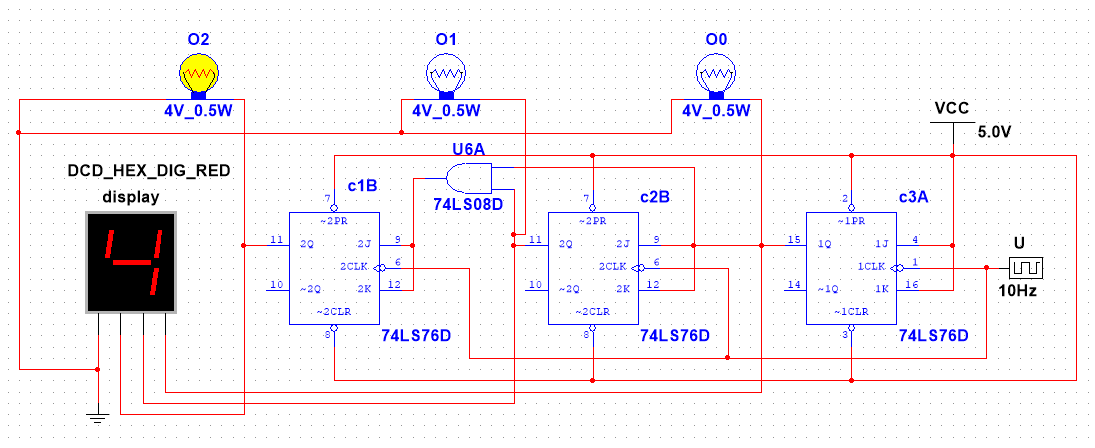 O2
O1
O0
4V_0.5W
4V_0.5W
4V_0.5W
VCC
5.0V
DCD_HEX_DIG_RED
display
4
U6A
74LS08D
c1B
7
~2PR
11
2Q
2J
9
2CLK
6
10
~2Q
2K
12
~2CLR
8
74LS76D
c2B
7
~2PR
11
2Q
2J
9
2CLK
6
10
~2Q
2K
12
~2CLR
8
74LS76D
c3A
2
~1PR
15
1Q
1J
4
1CLK
1
14
~1Q
1K
16
~1CLR
3
74LS76D
U
10Hz